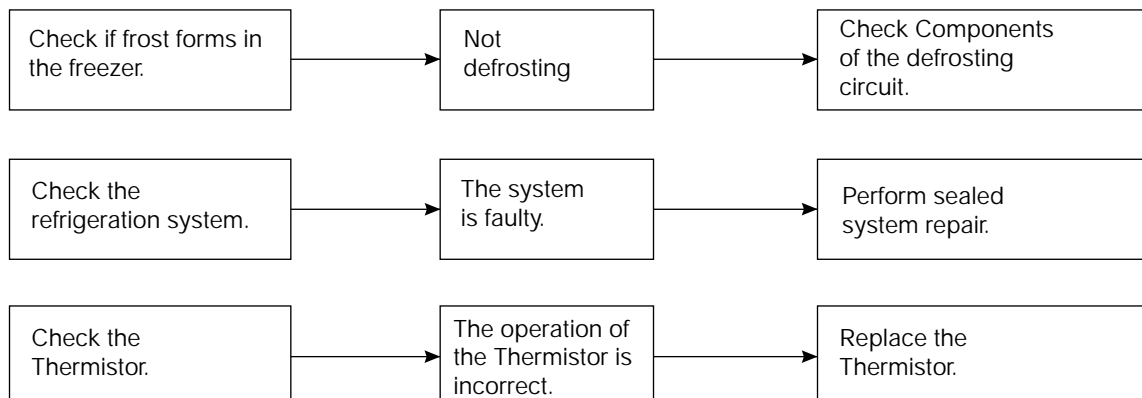 Check if frost forms in
the freezer.
Not
defrosting
Check Components
of the defrosting
circuit.
Check the
refrigeration system.
The system
is faulty.
Perform sealed
system repair.
Check the
Thermistor.
The operation of
the Thermistor is
incorrect.
Replace the
Thermistor.